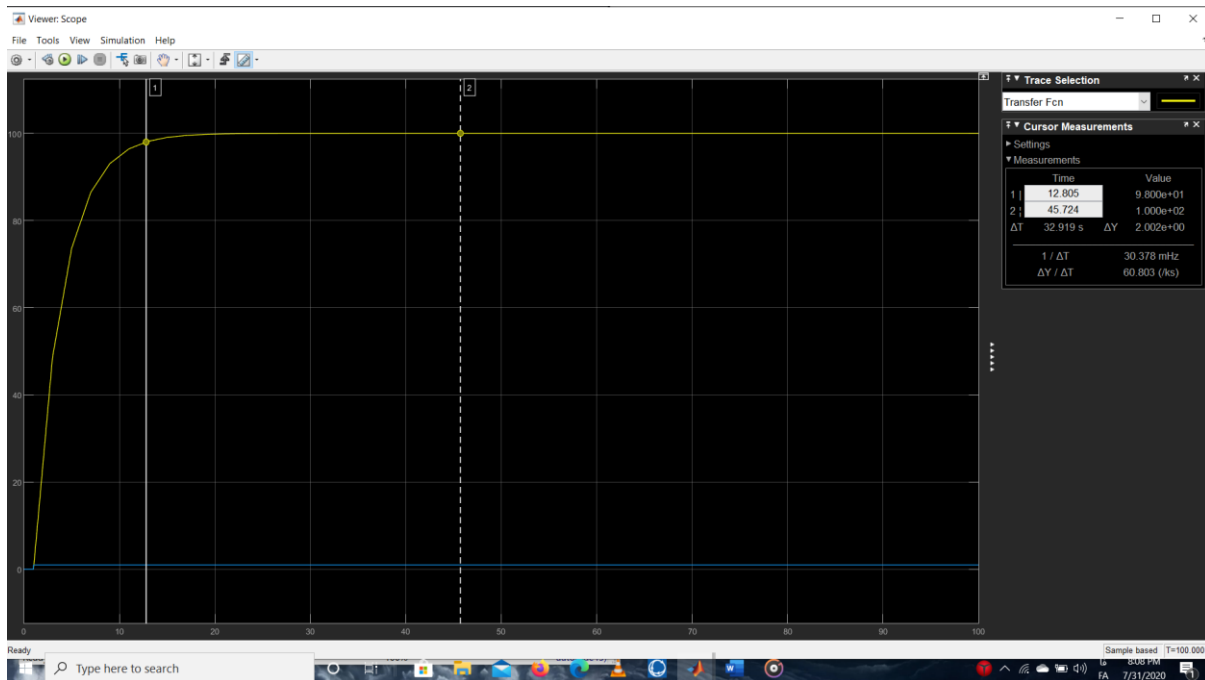 Viewer: Scope
File Tools View Simulation Help
1
2
100
80
60
40
20
0
0 10 20 30 40 50 60 70 80 90 100
Trace Selection
Transfer Fcn
Cursor Measurements
Settings
Measurements
Time Value
1 | 12.805 9.800e+01
2 ¦ 45.724 1.000e+02
ΔT 32.919 s ΔY 2.002e+00
1 / ΔT 30.378 mHz
ΔY / ΔT 60.803 (/ks)
Ready
Sample based T=100.000
Type here to search
8:08 PM
FA 7/31/2020
1